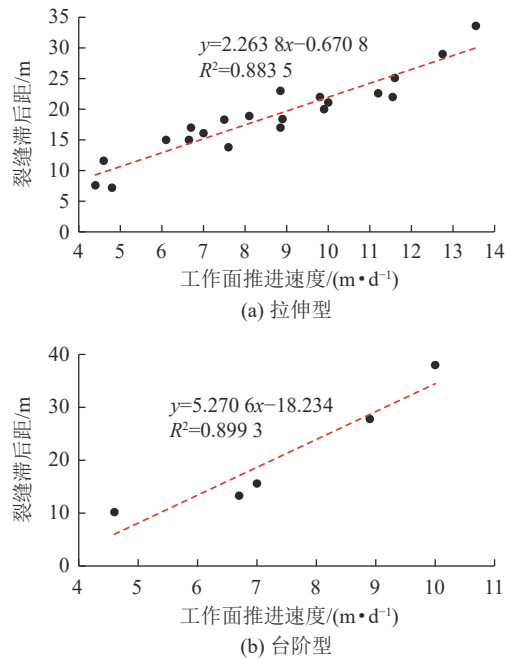 35
30
25
20
15
10
5
0
y=2.263 8x−0.670 8
R²=0.883 5
裂缝滞后距/m
4 5 6 7 8 9 10 11 12 13 14
工作面推进速度/(m•d⁻¹)
(a) 拉伸型
40
30
20
10
0
y=5.270 6x−18.234
R²=0.899 3
裂缝滞后距/m
4 5 6 7 8 9 10 11
工作面推进速度/(m•d⁻¹)
(b) 台阶型